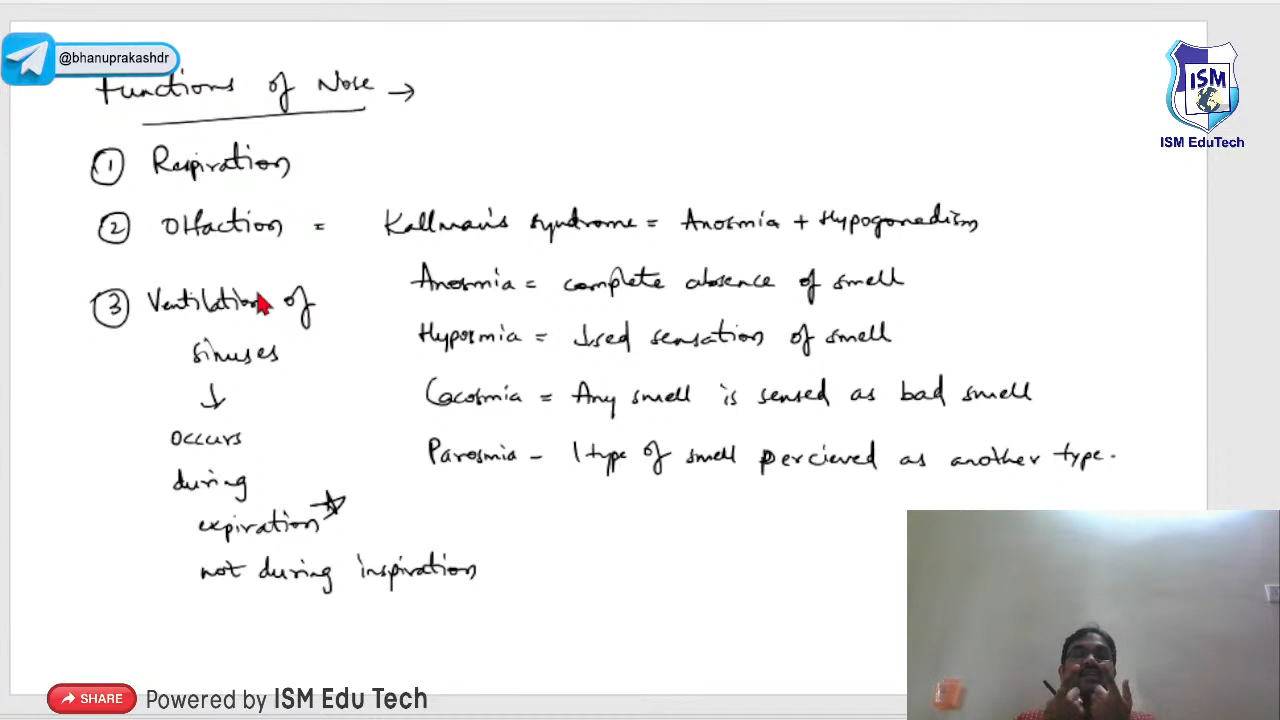 @bhanuprakashdr
Functions of Nose →
ISM
ISM EduTech
① Respiration
② Olfaction = Kallman's syndrome = Anosmia + Hypogonadism
Anosmia = complete absence of smell
③ Ventilation of
Hyposmia = ↓sed sensation of smell
sinuses
↓
Cacosmia = Any smell is sensed as bad smell
occurs
Parosmia - 1 type of smell percieved as another type.
during
expiration
not during inspiration
SHARE Powered by ISM Edu Tech